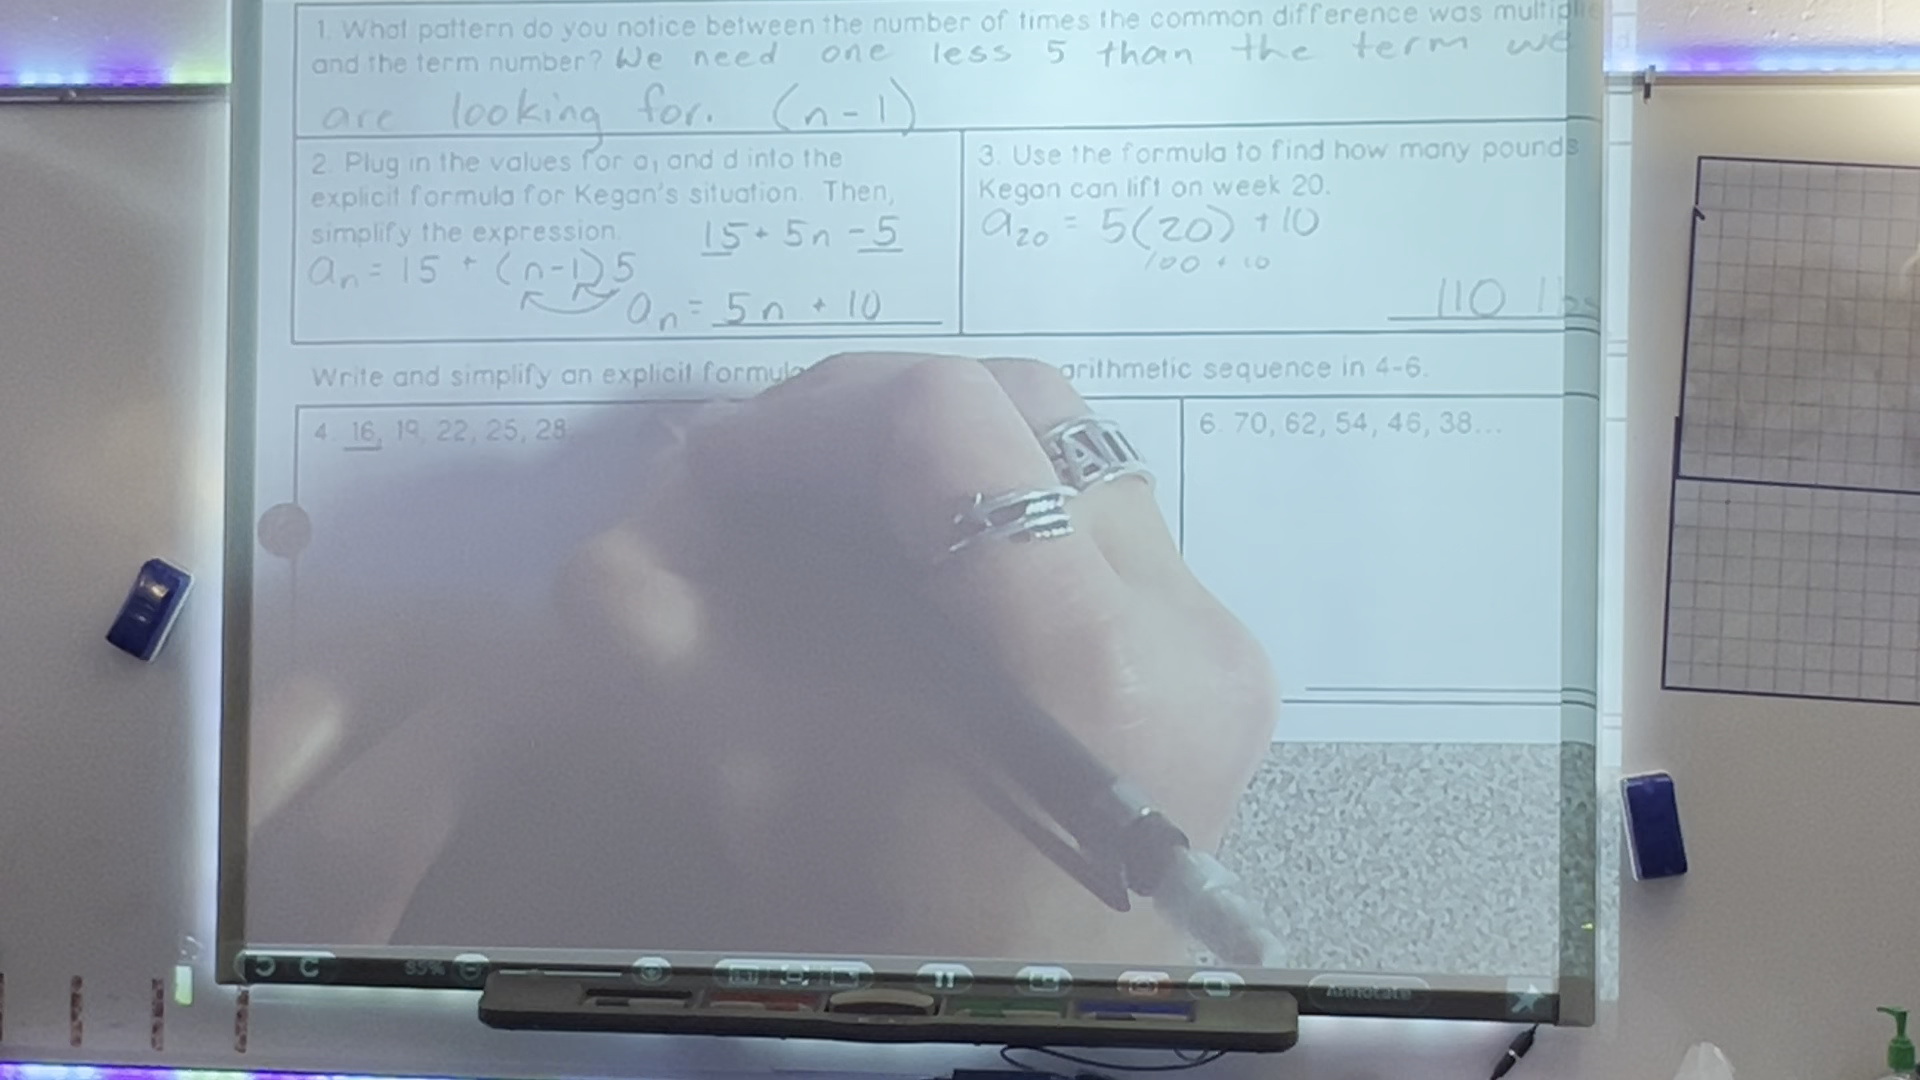 1. What pattern do you notice between the number of times the common difference was multiplie
and the term number? We need one less 5 than the term we
are looking for. (n-1)
2. Plug in the values for a₁ and d into the
explicit formula for Kegan's situation. Then,
simplify the expression. 15 + 5n - 5
aₙ = 15 + (n-1)5
aₙ = 5n + 10
3. Use the formula to find how many pounds
Kegan can lift on week 20.
a₂₀ = 5(20) + 10
100 + 10
110 lbs
Write and simplify an explicit formula arithmetic sequence in 4-6.
4. 16, 19, 22, 25, 28
6. 70, 62, 54, 46, 38...
85%
Annotate